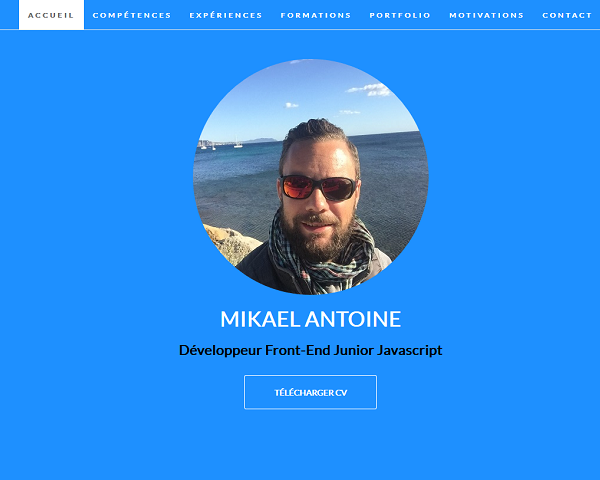 ACCUEIL COMPÉTENCES EXPÉRIENCES FORMATIONS PORTFOLIO MOTIVATIONS CONTACT
MIKAEL ANTOINE
Développeur Front-End Junior Javascript
TÉLÉCHARGER CV